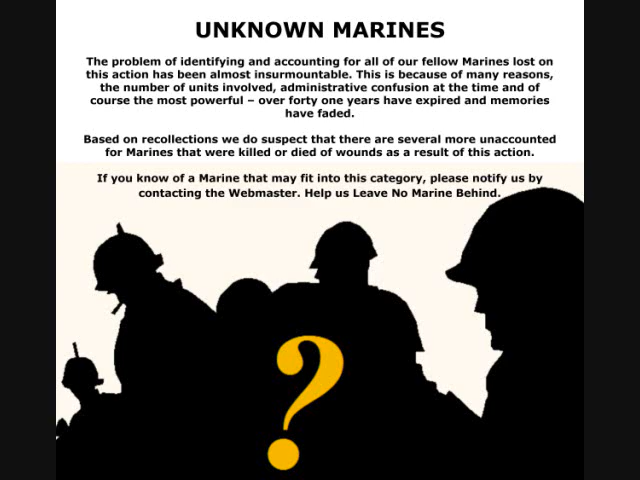 UNKNOWN MARINES
The problem of identifying and accounting for all of our fellow Marines lost on
this action has been almost insurmountable. This is because of many reasons,
the number of units involved, administrative confusion at the time and of
course the most powerful – over forty one years have expired and memories
have faded.
Based on recollections we do suspect that there are several more unaccounted
for Marines that were killed or died of wounds as a result of this action.
If you know of a Marine that may fit into this category, please notify us by
contacting the Webmaster. Help us Leave No Marine Behind.
?